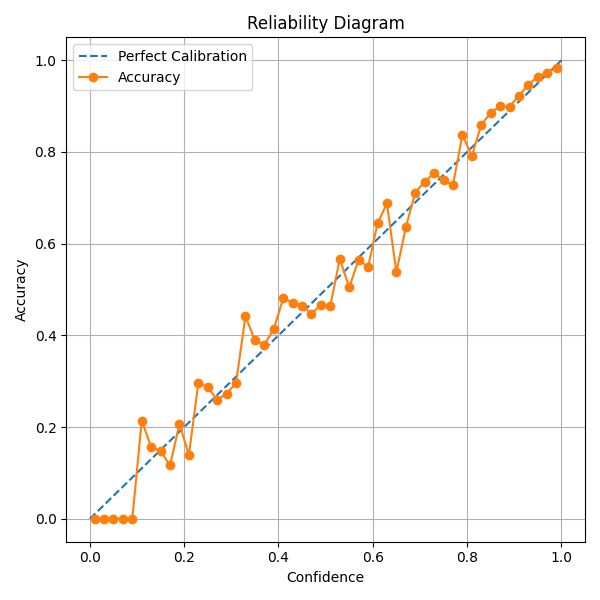 Reliability Diagram
Perfect Calibration
Accuracy
1.0
0.8
0.6
0.4
0.2
0.0
Accuracy
0.0 0.2 0.4 0.6 0.8 1.0
Confidence